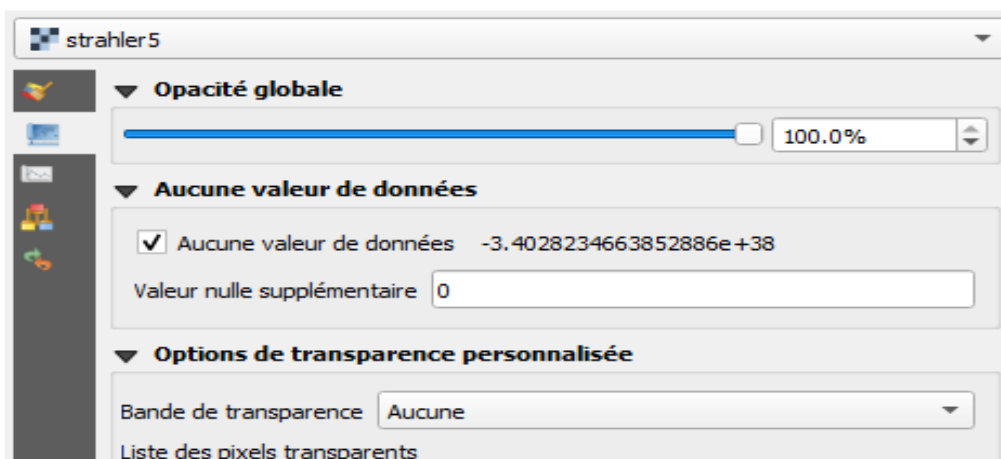 strahler5
Opacité globale
100.0%
Aucune valeur de données
Aucune valeur de données -3.4028234663852886e+38
Valeur nulle supplémentaire 0
Options de transparence personnalisée
Bande de transparence Aucune
Liste des pixels transparents